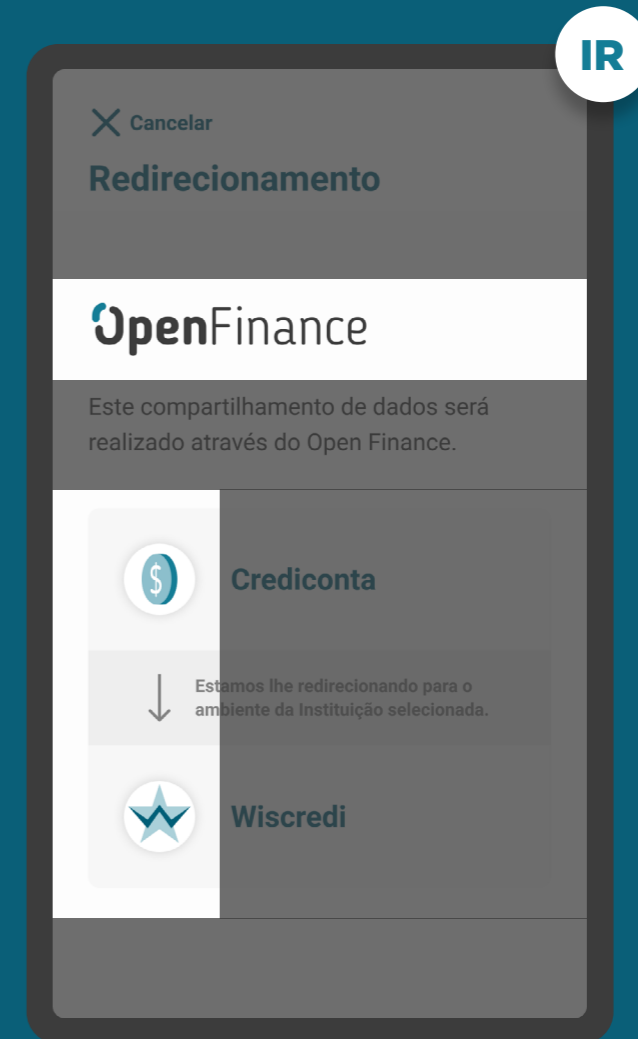 IR
Cancelar
Redirecionamento
OpenFinance
Este compartilhamento de dados será
realizado através do Open Finance.
$
Crediconta
Estamos lhe redirecionando para o
ambiente da Instituição selecionada.
Wiscredi